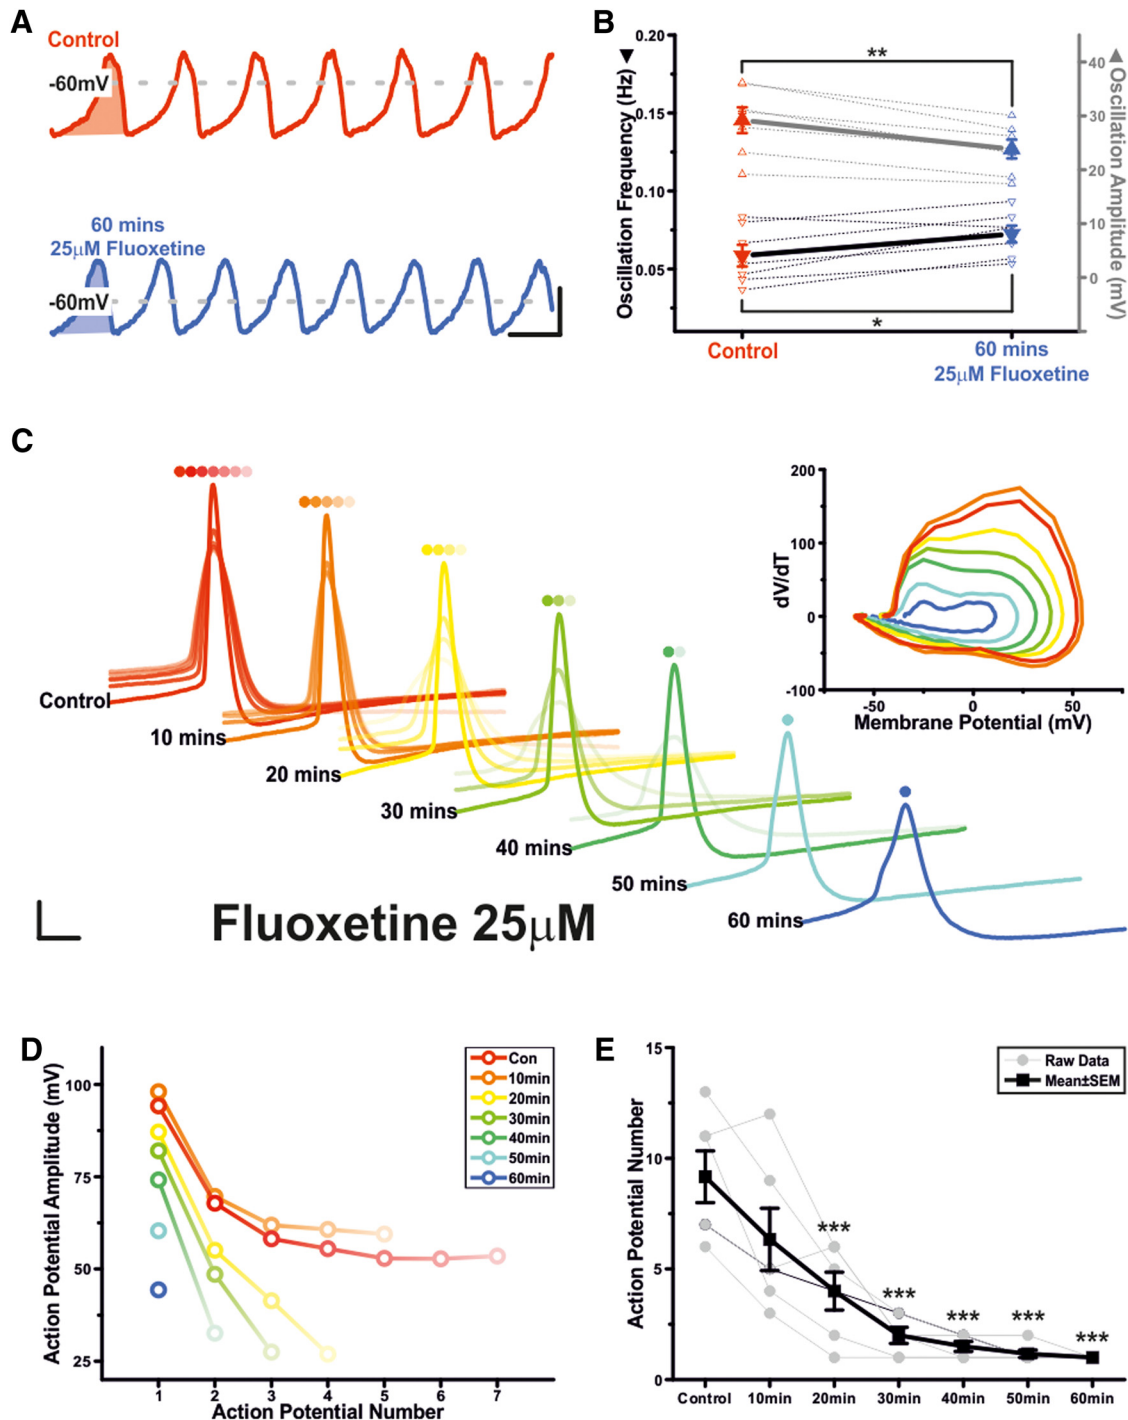 A
Control
-60mV
60 mins
25μM Fluoxetine
-60mV
B
Oscillation Frequency (Hz) ▼
0.20
0.15
0.10
0.05
**
*
40
30
20
10
0
▲Oscillation Amplitude (mV)
Control
60 mins
25μM Fluoxetine
C
Control
10 mins
20 mins
30 mins
40 mins
50 mins
60 mins
Fluoxetine 25μM
dV/dT
200
100
0
-100
-50
0
50
Membrane Potential (mV)
D
Action Potential Amplitude (mV)
100
75
50
25
1
2
3
4
5
6
7
Action Potential Number
Con
10min
20min
30min
40min
50min
60min
E
Action Potential Number
15
10
5
0
Raw Data
Mean±SEM
***
***
***
***
***
Control
10min
20min
30min
40min
50min
60min